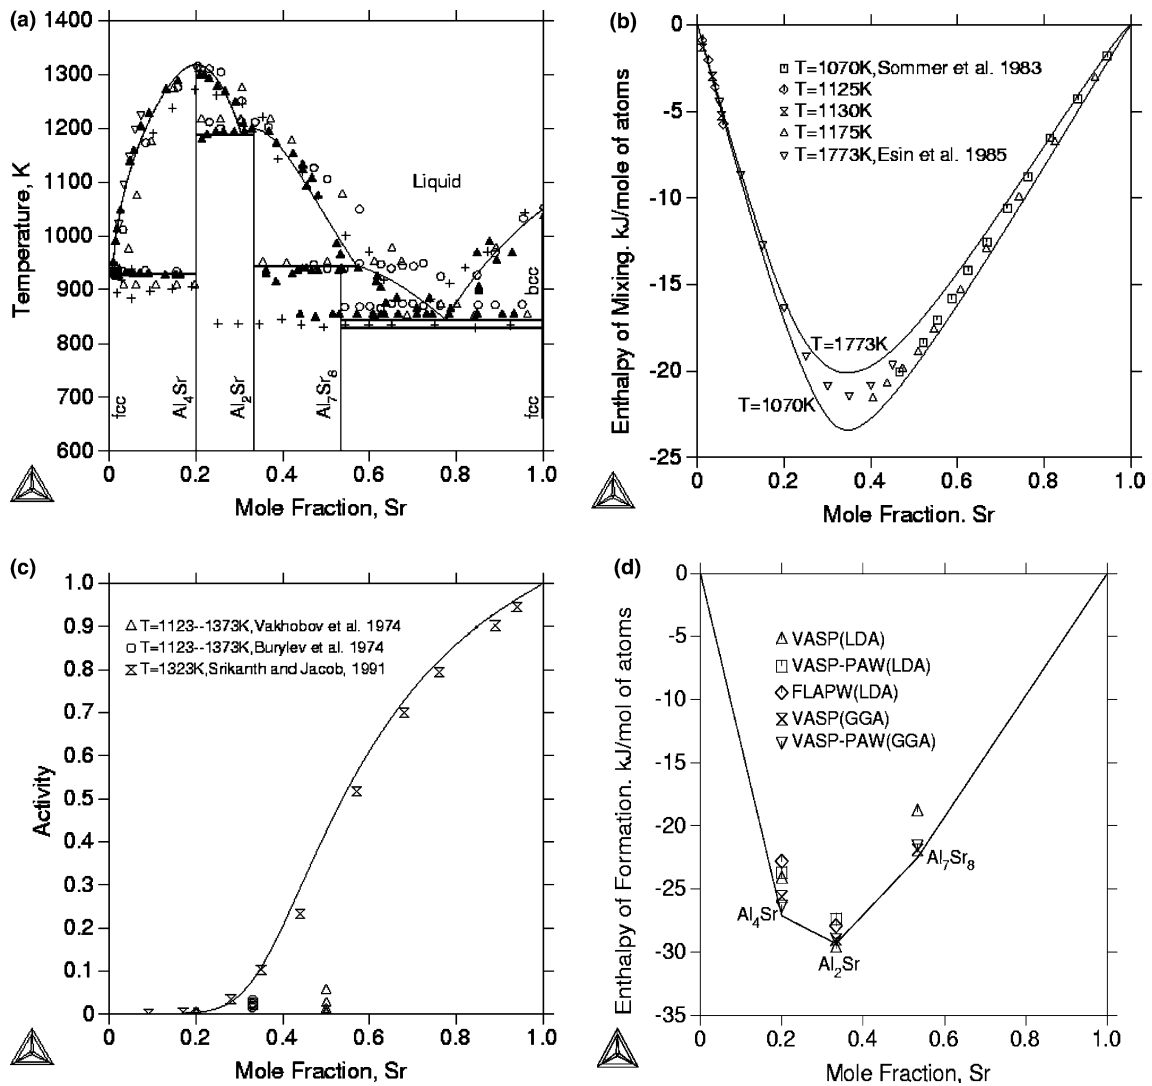 (a)
1400
1300
1200
1100
1000
900
800
700
600
Temperature, K
Liquid
fcc
Al4Sr
Al2Sr
Al7Sr8
bcc
fcc
0 0.2 0.4 0.6 0.8 1.0
Mole Fraction, Sr
(b)
0
-5
-10
-15
-20
-25
Enthalpy of Mixing. kJ/mole of atoms
T=1070K,Sommer et al. 1983
T=1125K
T=1130K
T=1175K
T=1773K,Esin et al. 1985
T=1773K
T=1070K
0 0.2 0.4 0.6 0.8 1.0
Mole Fraction. Sr
(c)
1.0
0.9
0.8
0.7
0.6
0.5
0.4
0.3
0.2
0.1
0
Activity
T=1123--1373K,Vakhobov et al. 1974
T=1123--1373K,Burylev et al. 1974
T=1323K,Srikanth and Jacob, 1991
0 0.2 0.4 0.6 0.8 1.0
Mole Fraction, Sr
(d)
0
-5
-10
-15
-20
-25
-30
-35
Enthalpy of Formation. kJ/mol of atoms
VASP(LDA)
VASP-PAW(LDA)
FLAPW(LDA)
VASP(GGA)
VASP-PAW(GGA)
Al4Sr
Al2Sr
Al7Sr8
0 0.2 0.4 0.6 0.8 1.0
Mole Fraction, Sr